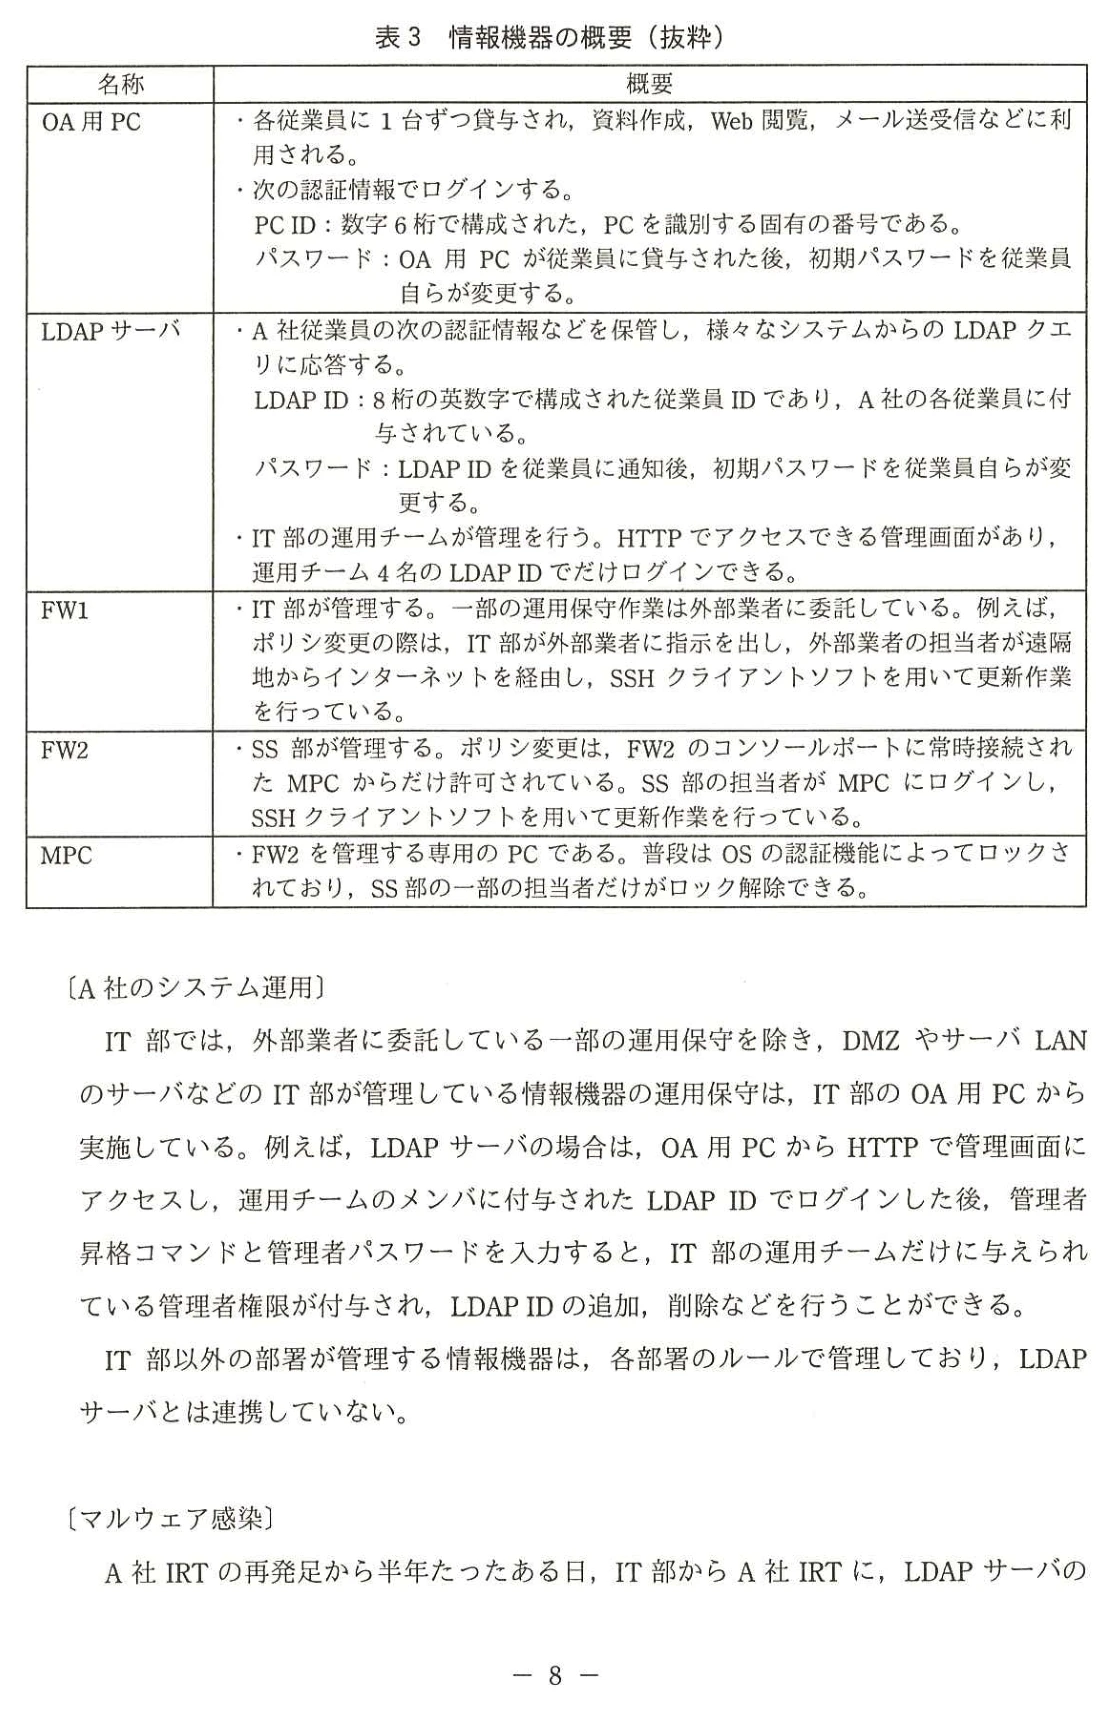 表3 情報機器の概要（抜粋）
名称 概要
OA用PC ・各従業員に1台ずつ貸与され，資料作成，Web閲覧，メール送受信などに利
用される。
・次の認証情報でログインする。
PC ID：数字6桁で構成された，PCを識別する固有の番号である。
パスワード：OA用PCが従業員に貸与された後，初期パスワードを従業員
自らが変更する。
LDAPサーバ ・A社従業員の次の認証情報などを保管し，様々なシステムからのLDAPクエ
リに応答する。
LDAP ID：8桁の英数字で構成された従業員IDであり，A社の各従業員に付
与されている。
パスワード：LDAP IDを従業員に通知後，初期パスワードを従業員自らが変
更する。
・IT部の運用チームが管理を行う。HTTPでアクセスできる管理画面があり，
運用チーム4名のLDAP IDでだけログインできる。
FW1 ・IT部が管理する。一部の運用保守作業は外部業者に委託している。例えば，
ポリシ変更の際は，IT部が外部業者に指示を出し，外部業者の担当者が遠隔
地からインターネットを経由し，SSHクライアントソフトを用いて更新作業
を行っている。
FW2 ・SS部が管理する。ポリシ変更は，FW2のコンソールポートに常時接続され
たMPCからだけ許可されている。SS部の担当者がMPCにログインし，
SSHクライアントソフトを用いて更新作業を行っている。
MPC ・FW2を管理する専用のPCである。普段はOSの認証機能によってロックさ
れており，SS部の一部の担当者だけがロック解除できる。
〔A社のシステム運用〕
IT部では，外部業者に委託している一部の運用保守を除き，DMZやサーバLAN
のサーバなどのIT部が管理している情報機器の運用保守は，IT部のOA用PCから
実施している。例えば，LDAPサーバの場合は，OA用PCからHTTPで管理画面に
アクセスし，運用チームのメンバに付与されたLDAP IDでログインした後，管理者
昇格コマンドと管理者パスワードを入力すると，IT部の運用チームだけに与えられ
ている管理者権限が付与され，LDAP IDの追加，削除などを行うことができる。
IT部以外の部署が管理する情報機器は，各部署のルールで管理しており，LDAP
サーバとは連携していない。
〔マルウェア感染〕
A社IRTの再発足から半年たったある日，IT部からA社IRTに，LDAPサーバの
－ 8 －